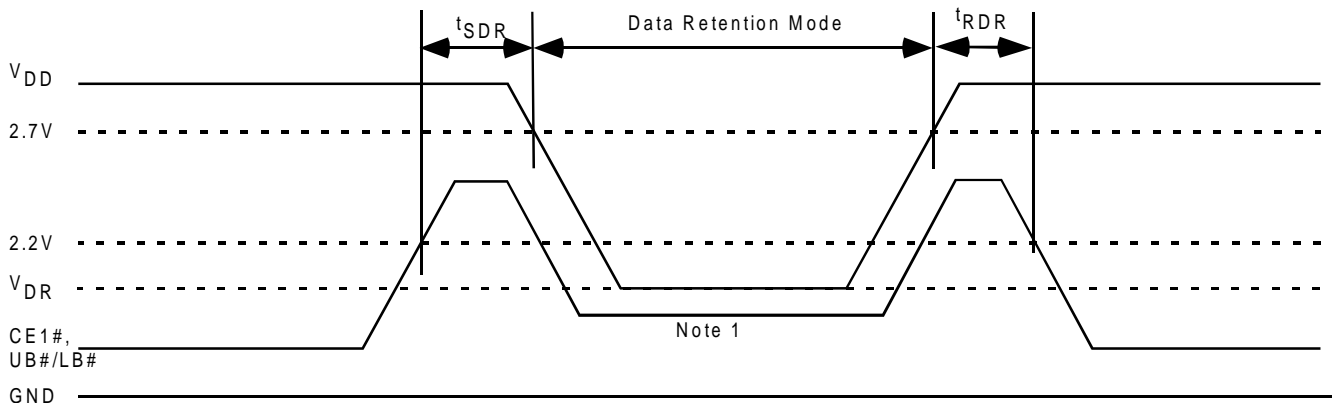 tSDR
Data Retention Mode
tRDR
VDD
2.7V
2.2V
VDR
CE1#,
UB#/LB#
Note 1
GND